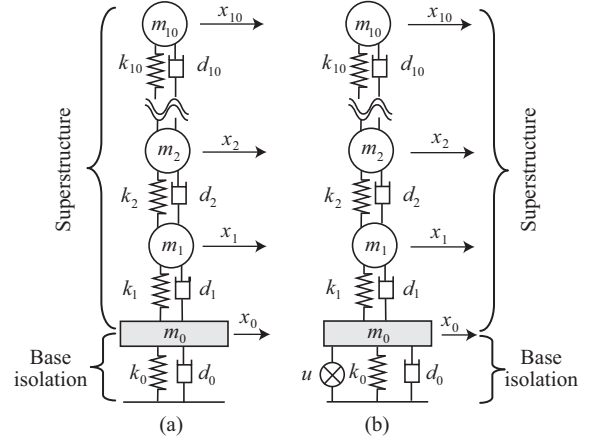 m10 x10 m10 x10
k10 d10 k10 d10
Superstructure
m2 x2 m2 x2
k2 d2 k2 d2
m1 x1 m1 x1
k1 d1 k1 d1
Superstructure
m0 x0 m0 x0
Base
isolation
k0 d0 u k0 d0
Base
isolation
(a) (b)